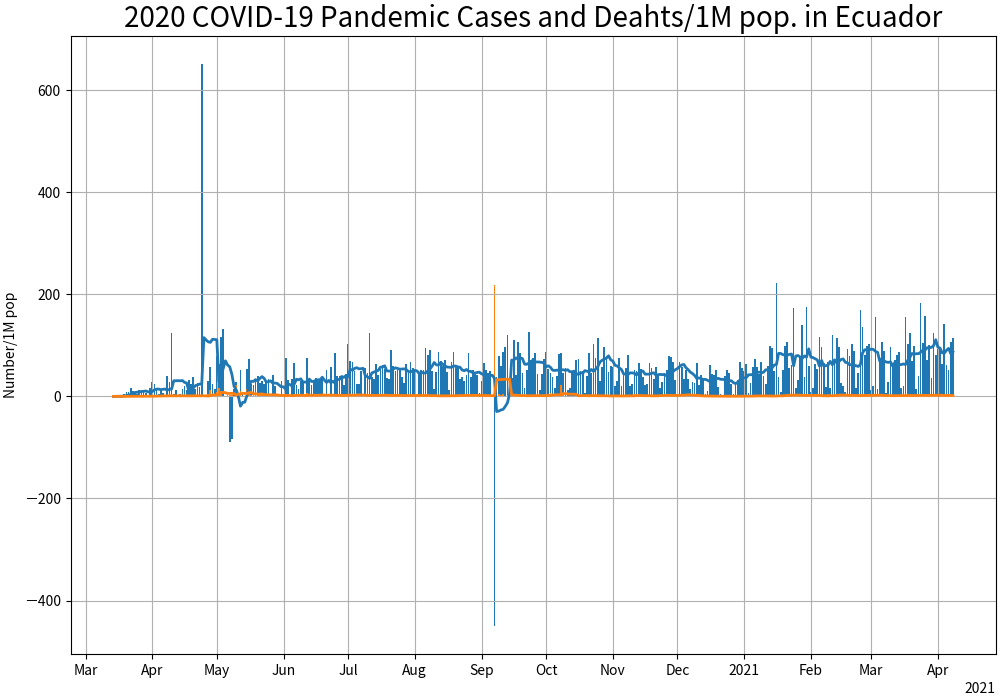 2020 COVID-19 Pandemic Cases and Deahts/1M pop. in Ecuador
Number/1M pop
600
400
200
0
−200
−400
Mar Apr May Jun Jul Aug Sep Oct Nov Dec 2021 Feb Mar Apr
2021